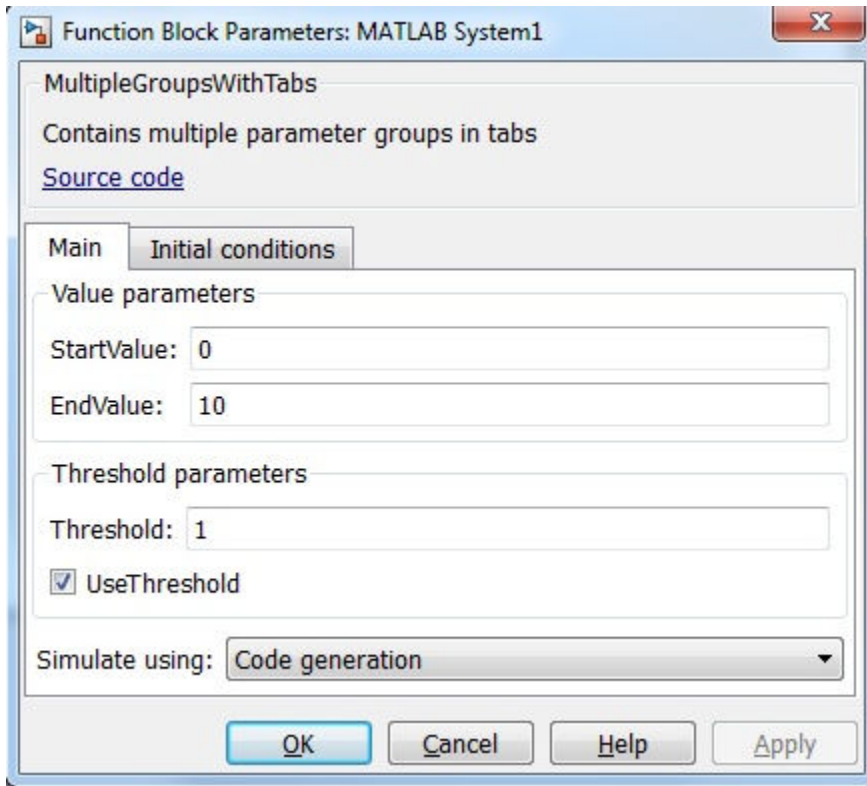 Function Block Parameters: MATLAB System1
MultipleGroupsWithTabs
Contains multiple parameter groups in tabs
Source code
Main Initial conditions
Value parameters
StartValue: 0
EndValue: 10
Threshold parameters
Threshold: 1
UseThreshold
Simulate using: Code generation
OK Cancel Help Apply